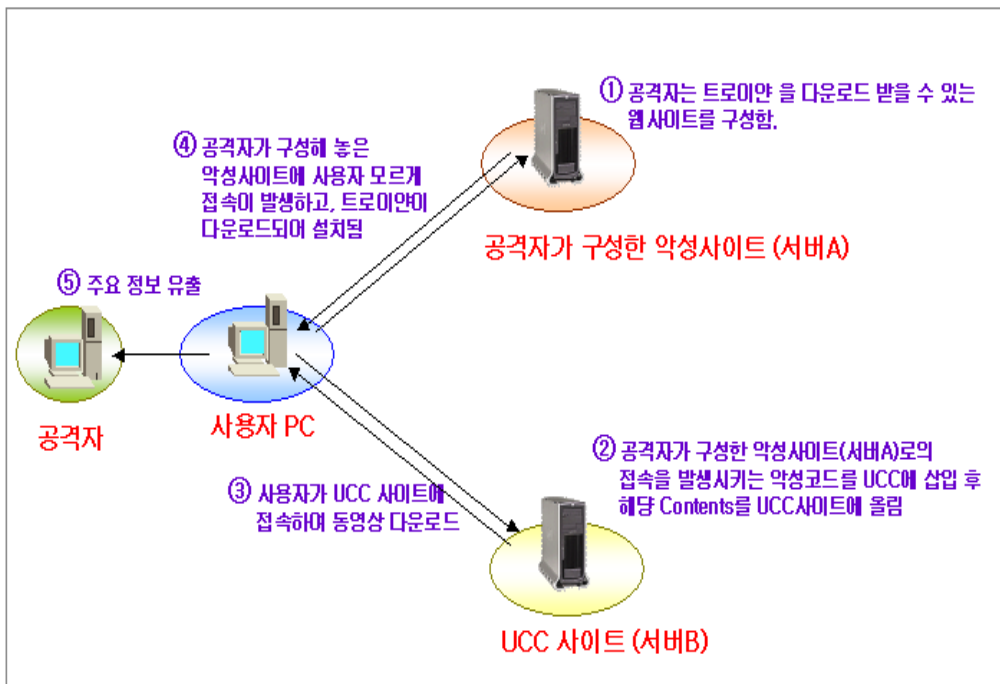 ① 공격자는 트로이얀 을 다운로드 받을 수 있는
웹사이트를 구성함.
④ 공격자가 구성해 놓은
악성사이트에 사용자 모르게
접속이 발생하고, 트로이얀이
다운로드되어 설치됨
공격자가 구성한 악성사이트 (서버A)
⑤ 주요 정보 유출
공격자
사용자 PC
② 공격자가 구성한 악성사이트(서버A)로의
접속을 발생시키는 악성코드를 UCC에 삽입 후
해당 Contents를 UCC사이트에 올림
③ 사용자가 UCC 사이트에
접속하여 동영상 다운로드
UCC 사이트 (서버B)